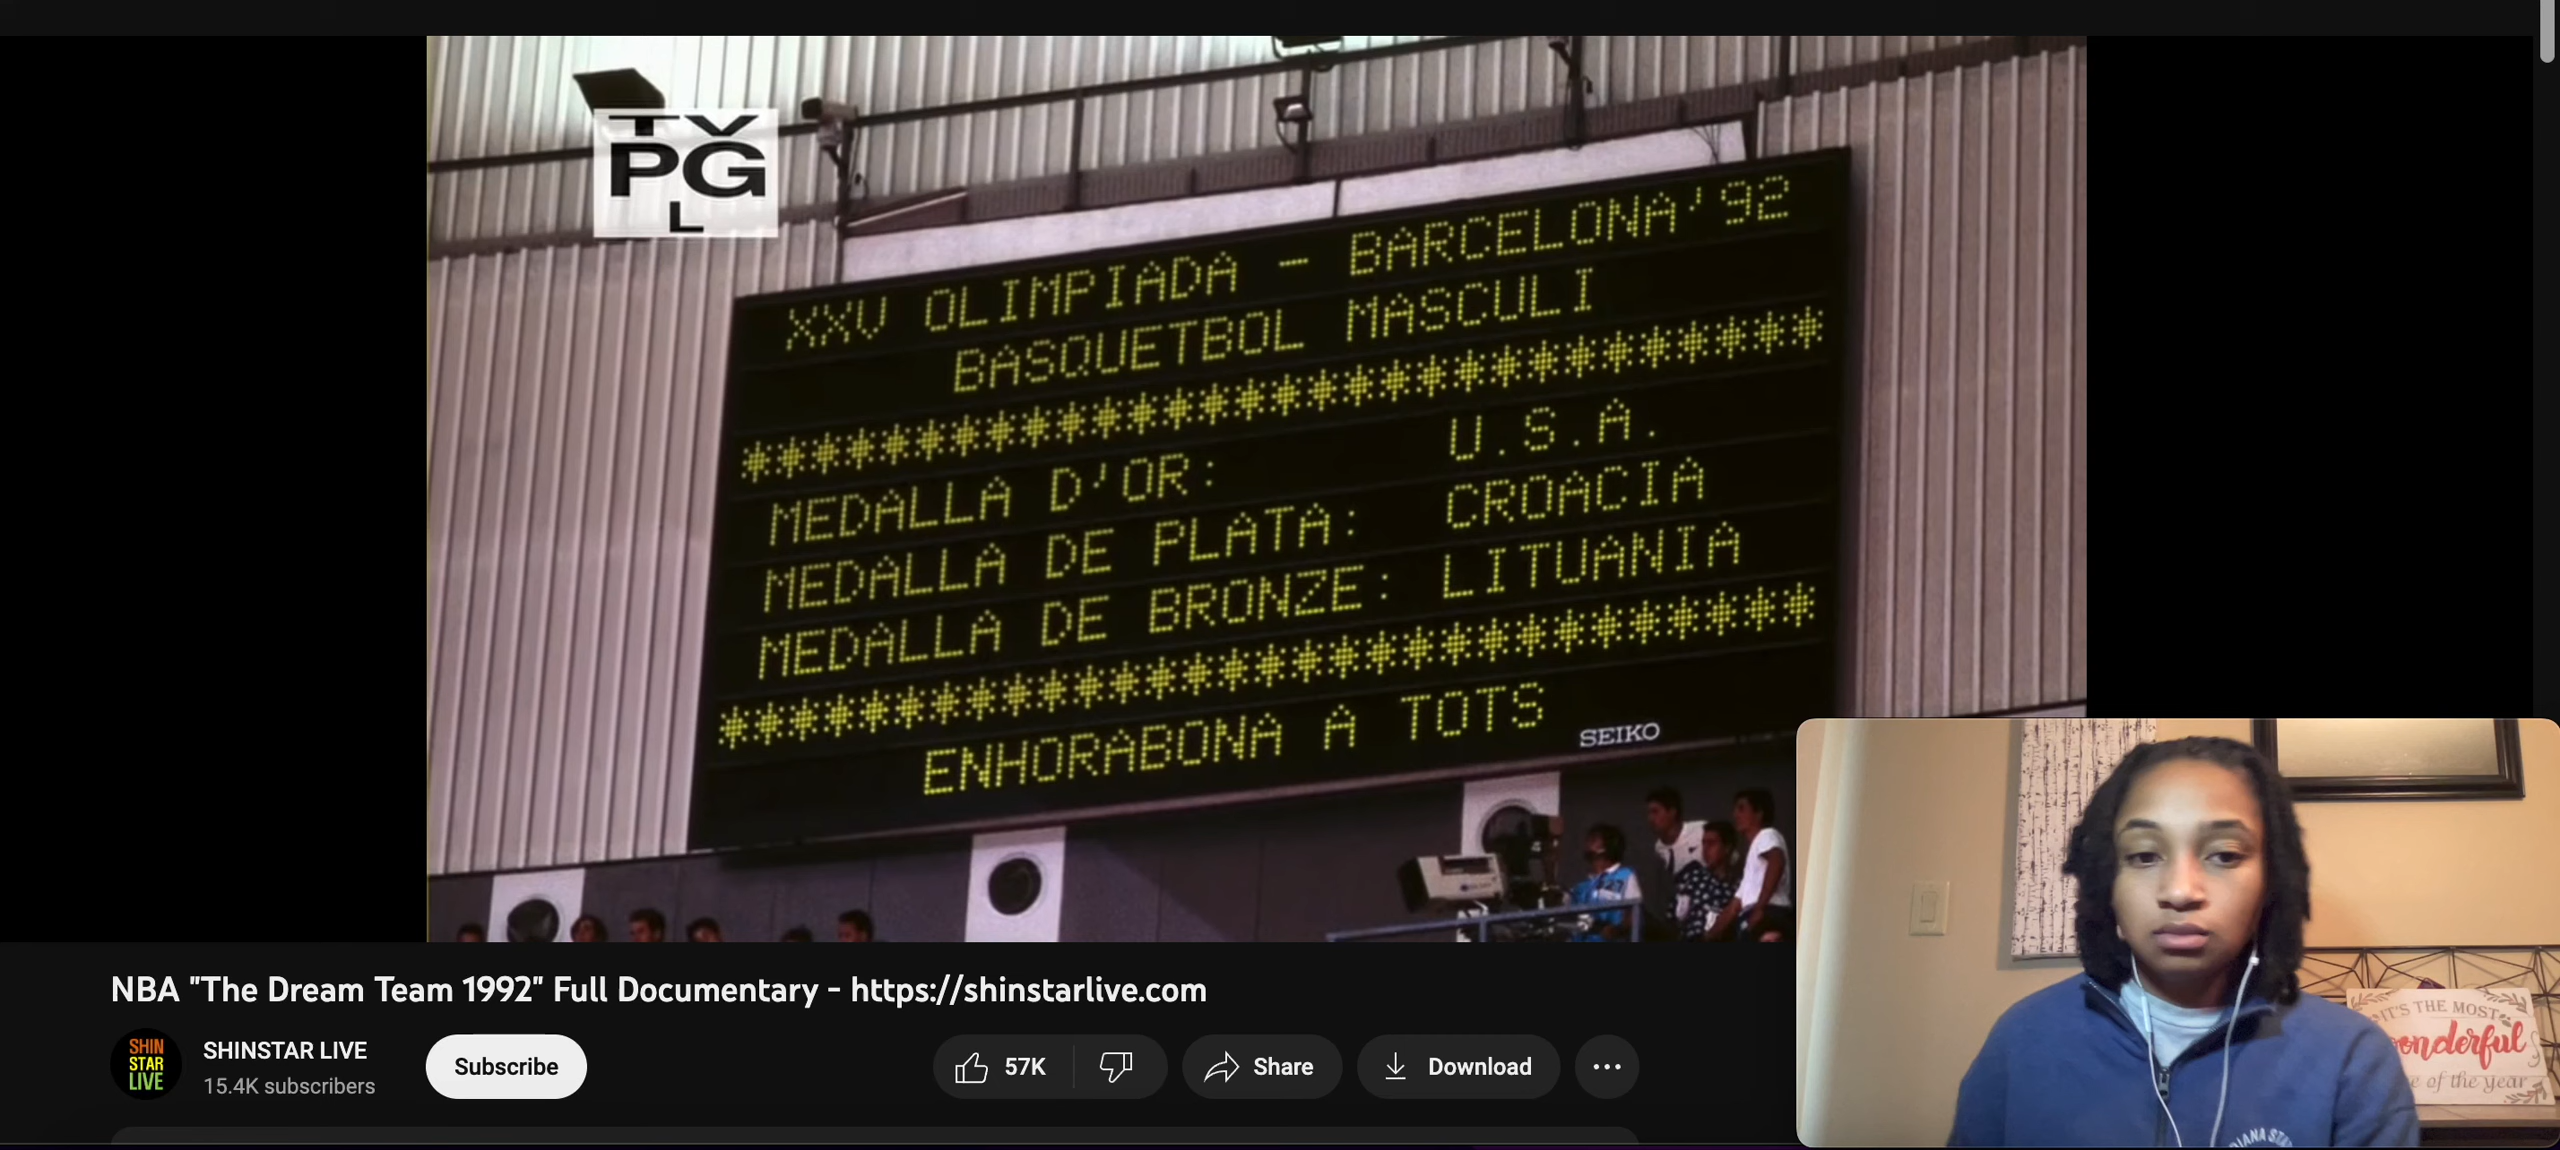 TV
PG
L
XXV OLIMPIADA - BARCELONA'92
BASQUETBOL MASCULI
******************************
MEDALLA D'OR: U.S.A.
MEDALLA DE PLATA: CROACIA
MEDALLA DE BRONZE: LITUANIA
******************************
ENHORABONA A TOTS
SEIKO
NBA "The Dream Team 1992" Full Documentary - https://shinstarlive.com
SHIN
STAR
LIVE
SHINSTAR LIVE
15.4K subscribers
Subscribe
57K
Share
Download
IT'S THE MOST
of the year